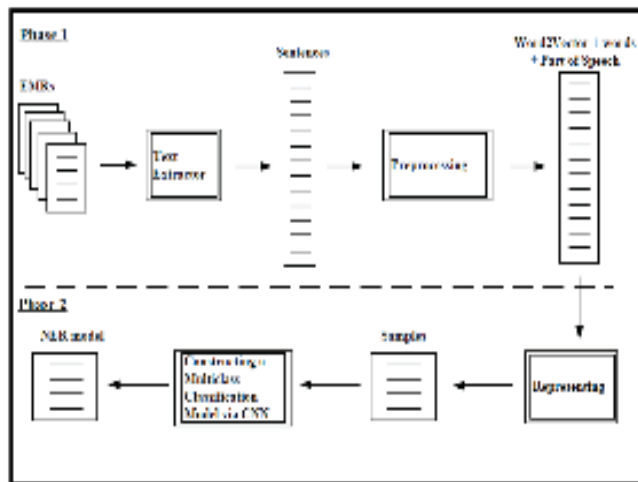 Phase 1
Sentences
Word2Vector + words
+ Part of Speech
EMRs
Text
Extractor
Preprocessing
Phase 2
NER model
Constructing a
Multiclass
Classification
Model via CNN
Samples
Representing